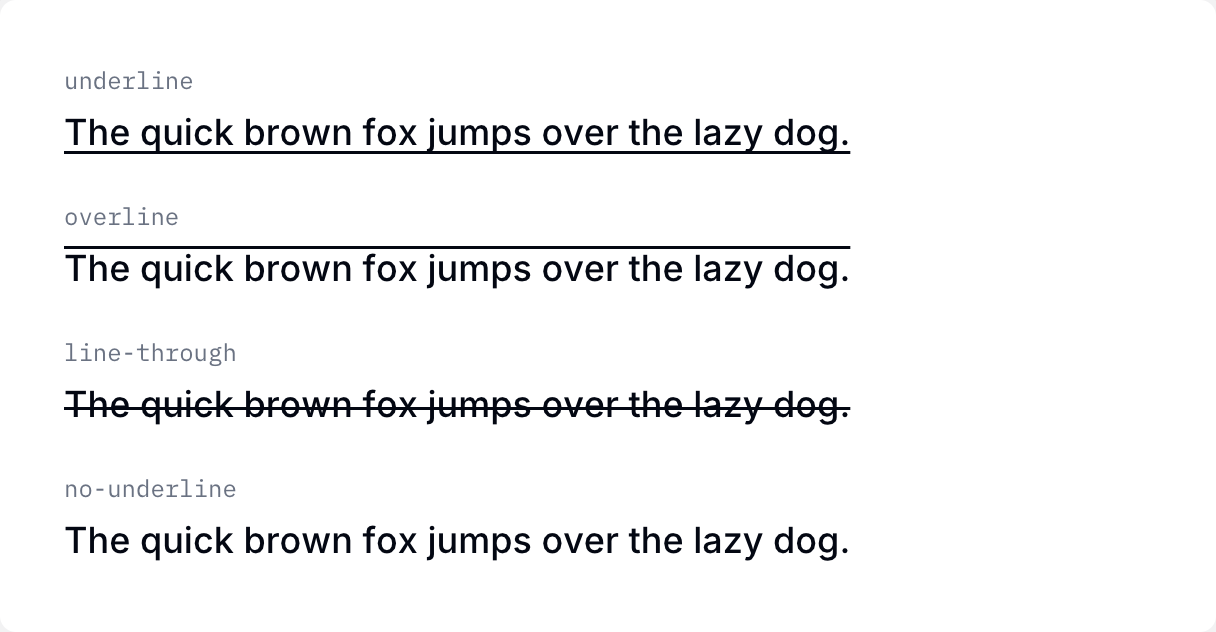 underline
The quick brown fox jumps over the lazy dog.
overline
The quick brown fox jumps over the lazy dog.
line-through
The quick brown fox jumps over the lazy dog.
no-underline
The quick brown fox jumps over the lazy dog.